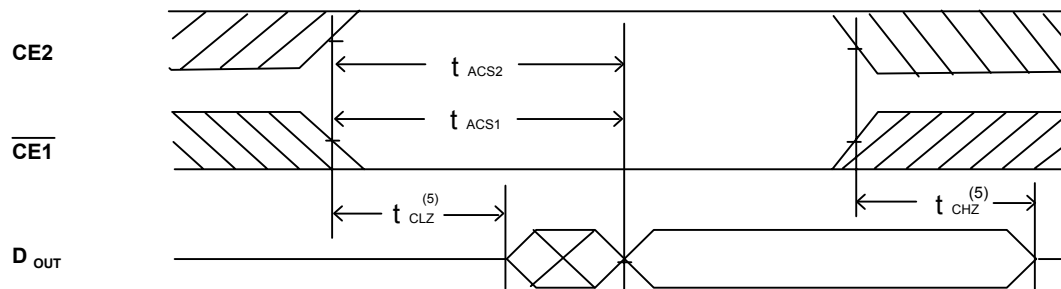 CE2
t ACS2
CE1
t ACS1
t CLZ (5)
t CHZ (5)
D OUT